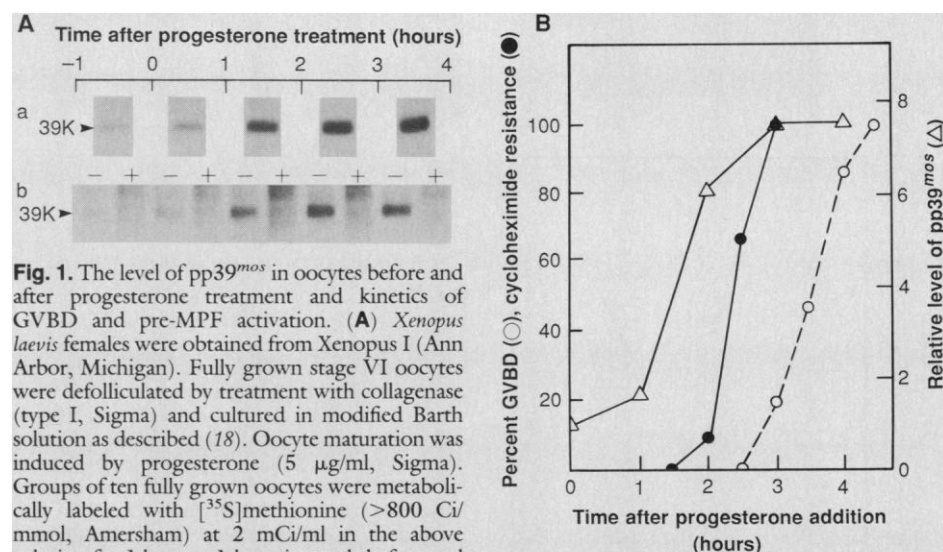 A
Time after progesterone treatment (hours)
−1 0 1 2 3 4
a
39K
− + − + − + − + − +
b
39K
Fig. 1. The level of pp39mos in oocytes before and
after progesterone treatment and kinetics of
GVBD and pre-MPF activation. (A) Xenopus
laevis females were obtained from Xenopus I (Ann
Arbor, Michigan). Fully grown stage VI oocytes
were defolliculated by treatment with collagenase
(type I, Sigma) and cultured in modified Barth
solution as described (18). Oocyte maturation was
induced by progesterone (5 μg/ml, Sigma).
Groups of ten fully grown oocytes were metaboli-
cally labeled with [35S]methionine (>800 Ci/
mmol, Amersham) at 2 mCi/ml in the above
B
Percent GVBD (○), cycloheximide resistance (●)
100
80
60
40
20
8
6
4
2
0
Relative level of pp39mos (△)
0 1 2 3 4
Time after progesterone addition
(hours)